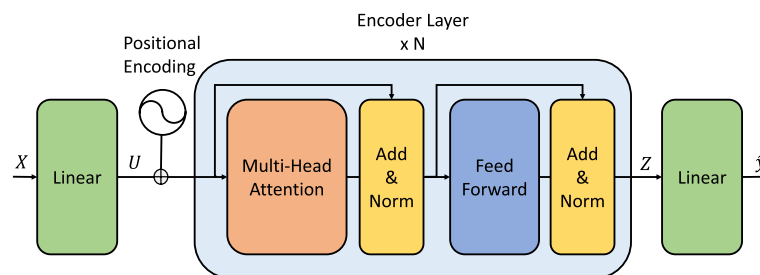 Encoder Layer
x N
Positional
Encoding
X
Linear
U
Multi-Head
Attention
Add
&
Norm
Feed
Forward
Add
&
Norm
Z
Linear
ŷ